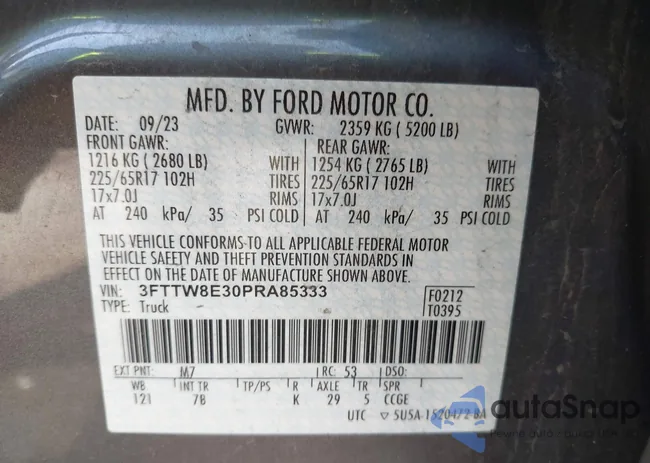 MFD. BY FORD MOTOR CO.
DATE: 09/23 GVWR: 2359 KG ( 5200 LB)
FRONT GAWR: REAR GAWR:
1216 KG ( 2680 LB) WITH 1254 KG ( 2765 LB) WITH
225/65R17 102H TIRES 225/65R17 102H TIRES
17x7.0J RIMS 17x7.0J RIMS
AT 240 kPa/ 35 PSI COLD AT 240 kPa/ 35 PSI COLD
THIS VEHICLE CONFORMS-TO ALL APPLICABLE FEDERAL MOTOR
VEHICLE SAFETY AND THEFT PREVENTION STANDARDS IN
EFFECT ON THE DATE OF MANUFACTURE SHOWN ABOVE.
VIN: 3FTTW8E30PRA85333 F0212
TYPE: Truck T0395
EXT PNT: M7 RC: 53 DSO:
WB INT TR TP/PS R AXLE TR SPR
121 7B K 29 5 CCGE
UTC ▽ 5U5A-1520472-BA
autoSnap